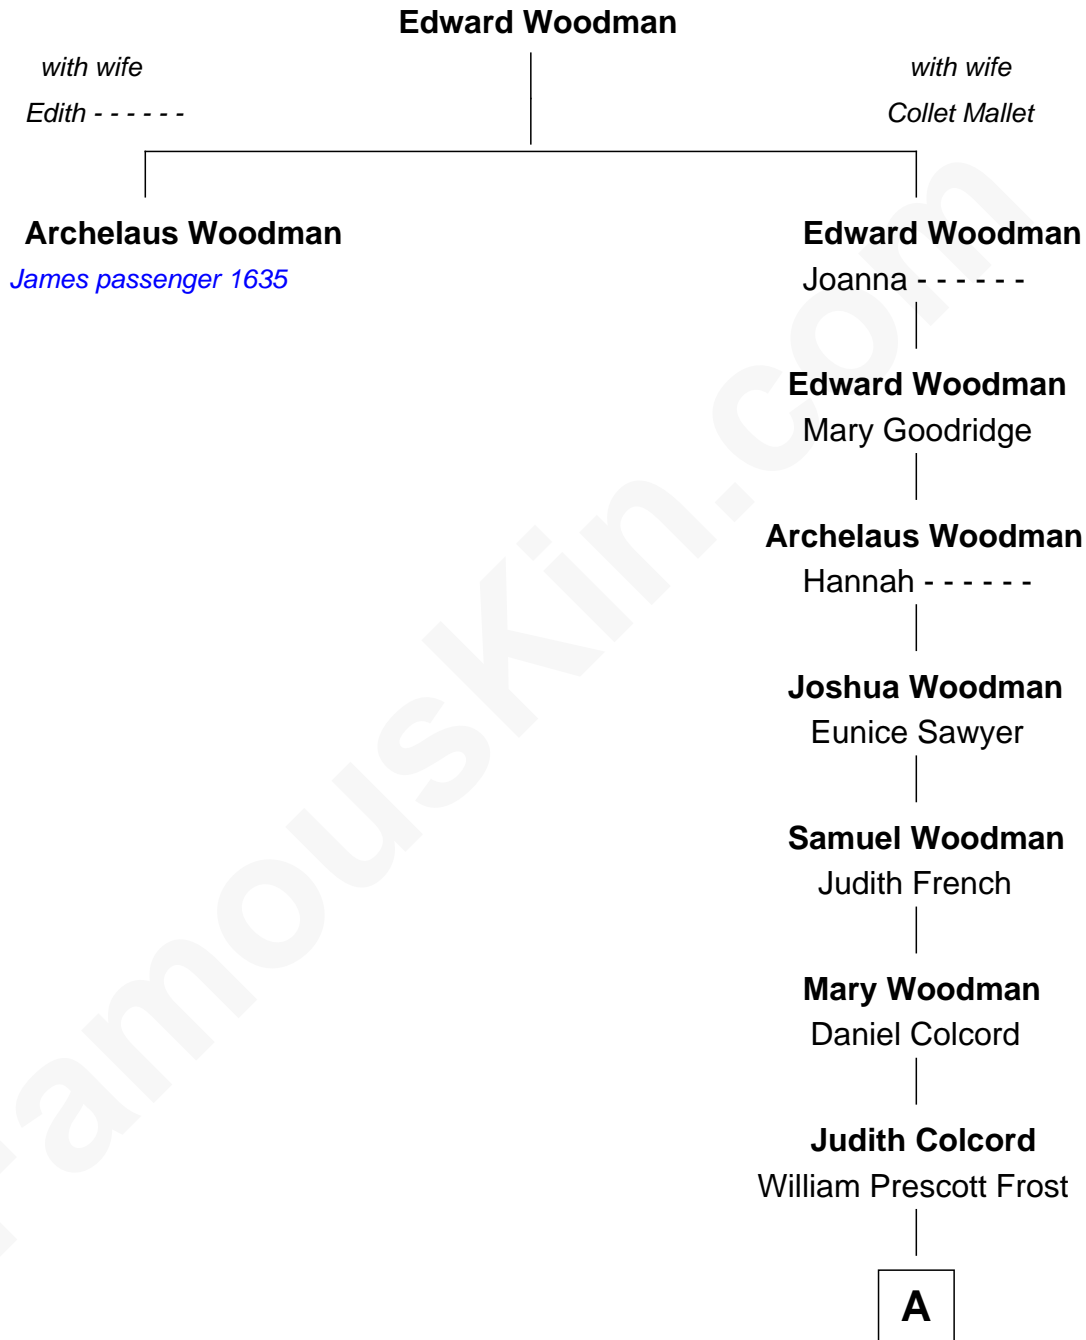 Edward Woodman
with wife
Edith - - - - - -
with wife
Collet Mallet
Archelaus Woodman
James passenger 1635
Edward Woodman
Joanna - - - - - -
Edward Woodman
Mary Goodridge
Archelaus Woodman
Hannah - - - - - -
Joshua Woodman
Eunice Sawyer
Samuel Woodman
Judith French
Mary Woodman
Daniel Colcord
Judith Colcord
William Prescott Frost
A
FamousKin.com